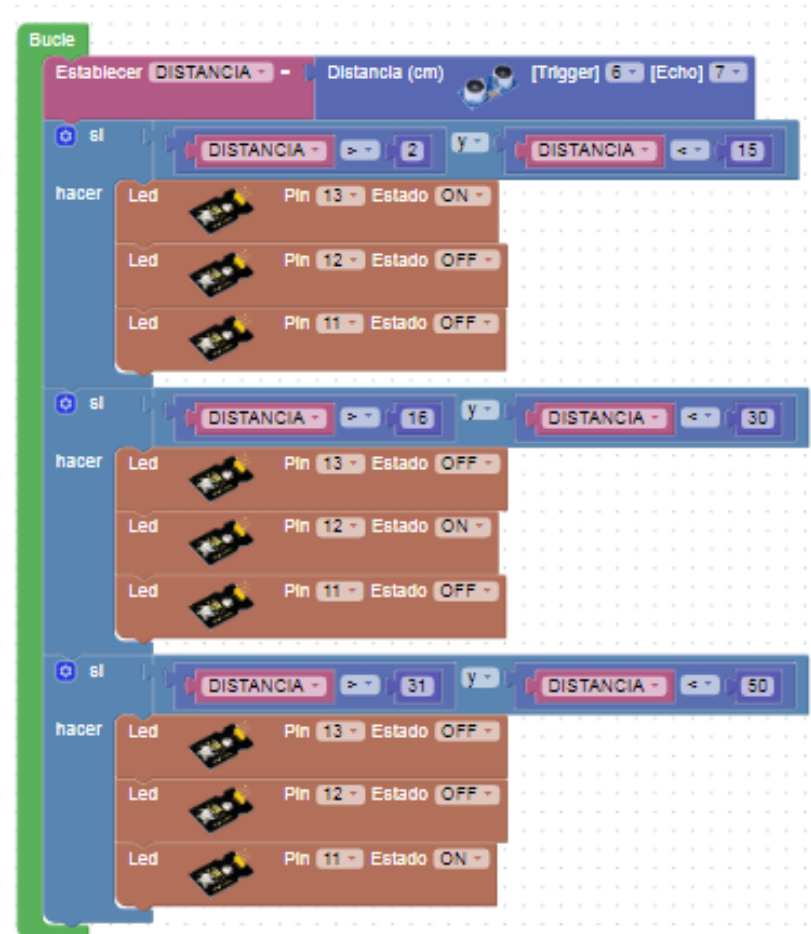 Bucle
Establecer DISTANCIA = Distancia (cm) [Trigger] 6 [Echo] 7
si DISTANCIA > 2 y DISTANCIA < 15
hacer Led Pin 13 Estado ON
Led Pin 12 Estado OFF
Led Pin 11 Estado OFF
si DISTANCIA > 16 y DISTANCIA < 30
hacer Led Pin 13 Estado OFF
Led Pin 12 Estado ON
Led Pin 11 Estado OFF
si DISTANCIA > 31 y DISTANCIA < 50
hacer Led Pin 13 Estado OFF
Led Pin 12 Estado OFF
Led Pin 11 Estado ON